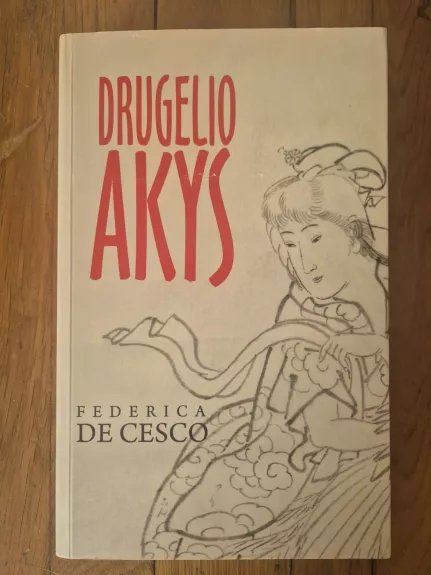 DRUGELIO
AKYS
FEDERICA
DE CESCO